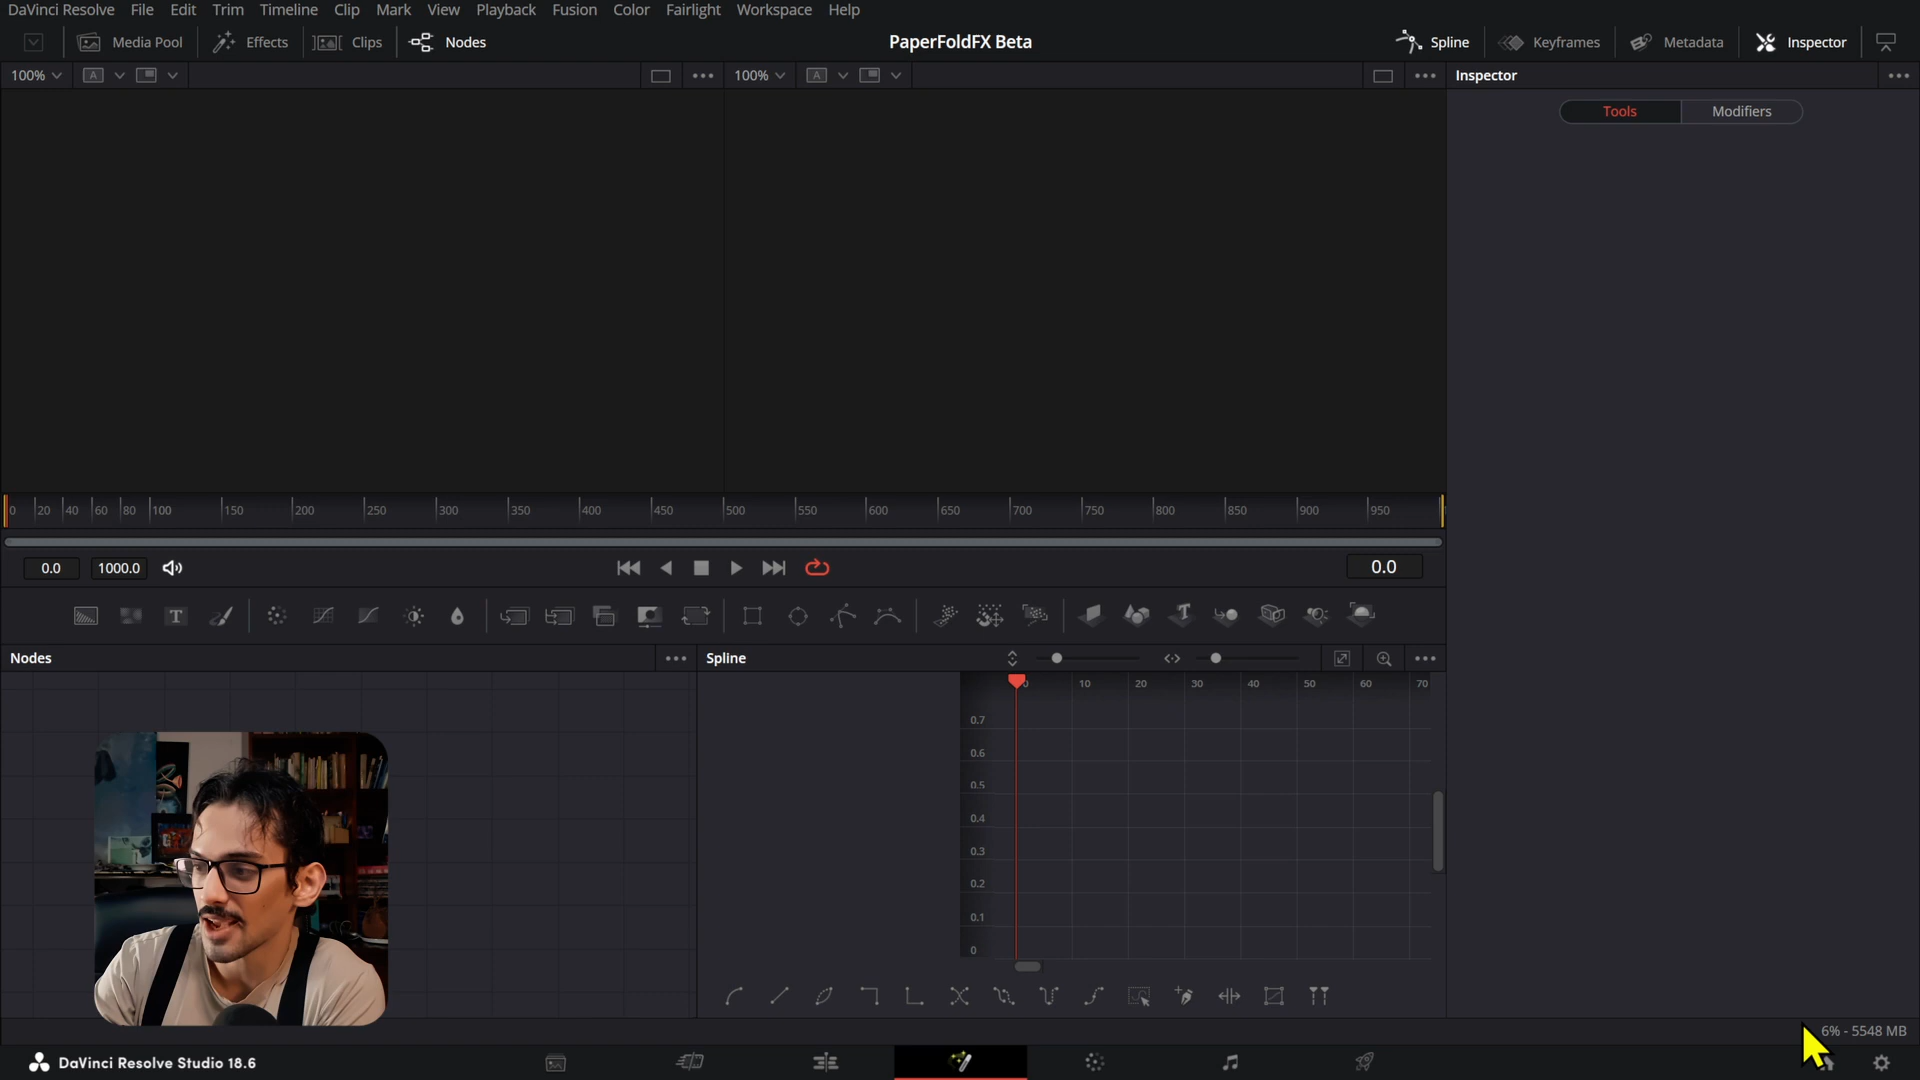 DaVinci Resolve File Edit Trim Timeline Clip Mark View Playback Fusion Color Fairlight Workspace Help
Media Pool Effects Clips Nodes PaperFoldFX Beta Spline Keyframes Metadata Inspector
100% A 100% A Inspector
Tools Modifiers
0 20 40 60 80 100 150 200 250 300 350 400 450 500 550 600 650 700 750 800 850 900 950
0.0 1000.0 0.0
T T
Nodes Spline
0 10 20 30 40 50 60 70
0.7
0.6
0.5
0.4
0.3
0.2
0.1
0
6% - 5548 MB
DaVinci Resolve Studio 18.6